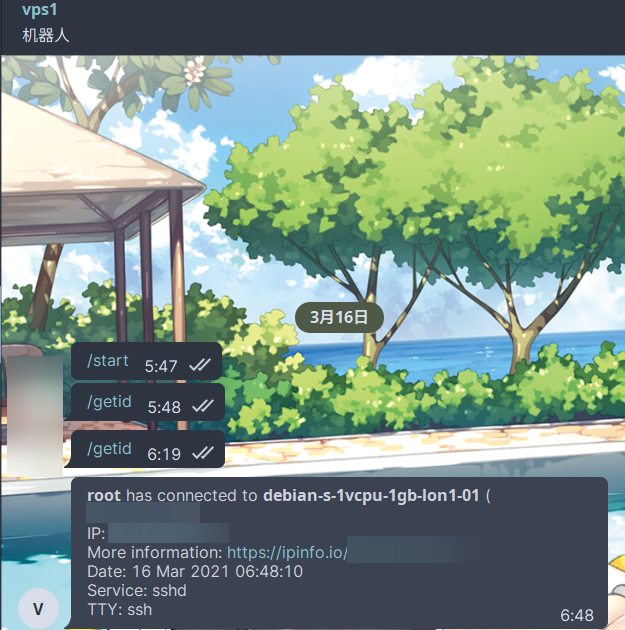 vps1
机器人
3月16日
/start 5:47
/getid 5:48
/getid 6:19
root has connected to debian-s-1vcpu-1gb-lon1-01 (
IP:
More information: https://ipinfo.io/
Date: 16 Mar 2021 06:48:10
Service: sshd
TTY: ssh
6:48
V